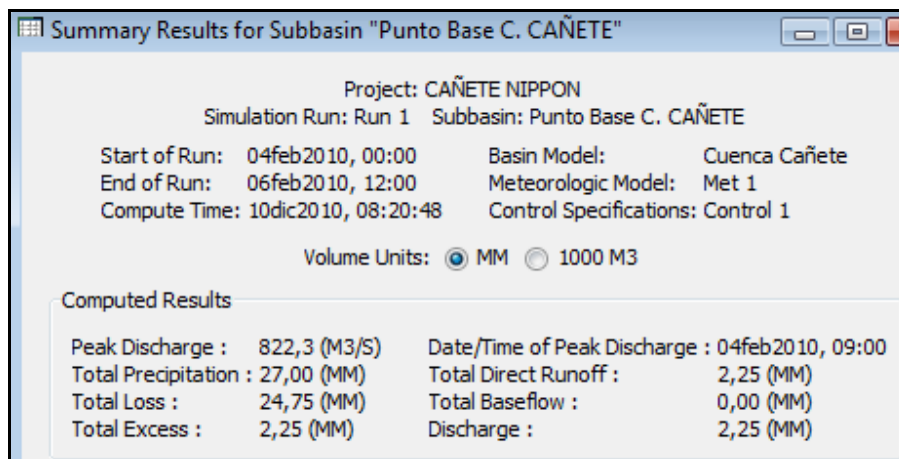 Summary Results for Subbasin "Punto Base C. CAÑETE"
Project: CAÑETE NIPPON
Simulation Run: Run 1 Subbasin: Punto Base C. CAÑETE
Start of Run: 04feb2010, 00:00 Basin Model: Cuenca Cañete
End of Run: 06feb2010, 12:00 Meteorologic Model: Met 1
Compute Time: 10dic2010, 08:20:48 Control Specifications: Control 1
Volume Units: MM 1000 M3
Computed Results
Peak Discharge : 822,3 (M3/S) Date/Time of Peak Discharge : 04feb2010, 09:00
Total Precipitation : 27,00 (MM) Total Direct Runoff : 2,25 (MM)
Total Loss : 24,75 (MM) Total Baseflow : 0,00 (MM)
Total Excess : 2,25 (MM) Discharge : 2,25 (MM)